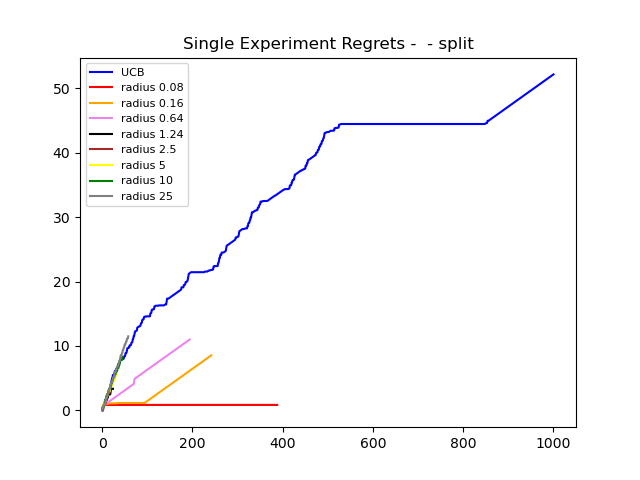 Single Experiment Regrets -  - split
UCB
radius 0.08
radius 0.16
radius 0.64
radius 1.24
radius 2.5
radius 5
radius 10
radius 25
50
40
30
20
10
0
0 200 400 600 800 1000